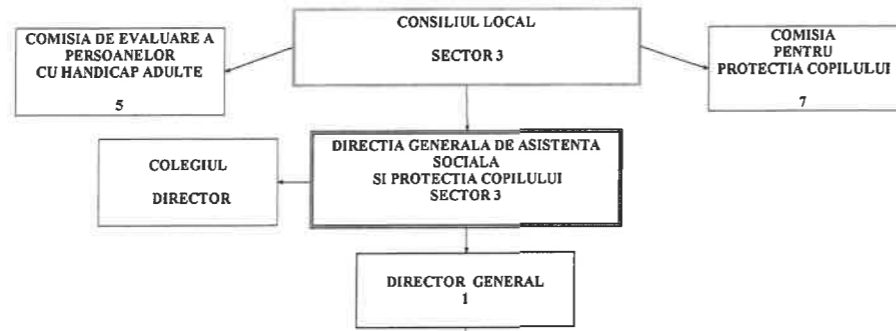 CONSILIUL LOCAL
SECTOR 3
COMISIA DE EVALUARE A
PERSOANELOR
CU HANDICAP ADULTE
5
COMISIA
PENTRU
PROTECTIA COPILULUI
7
DIRECTIA GENERALA DE ASISTENTA
SOCIALA
SI PROTECTIA COPILULUI
SECTOR 3
COLEGIUL
DIRECTOR
DIRECTOR GENERAL
1